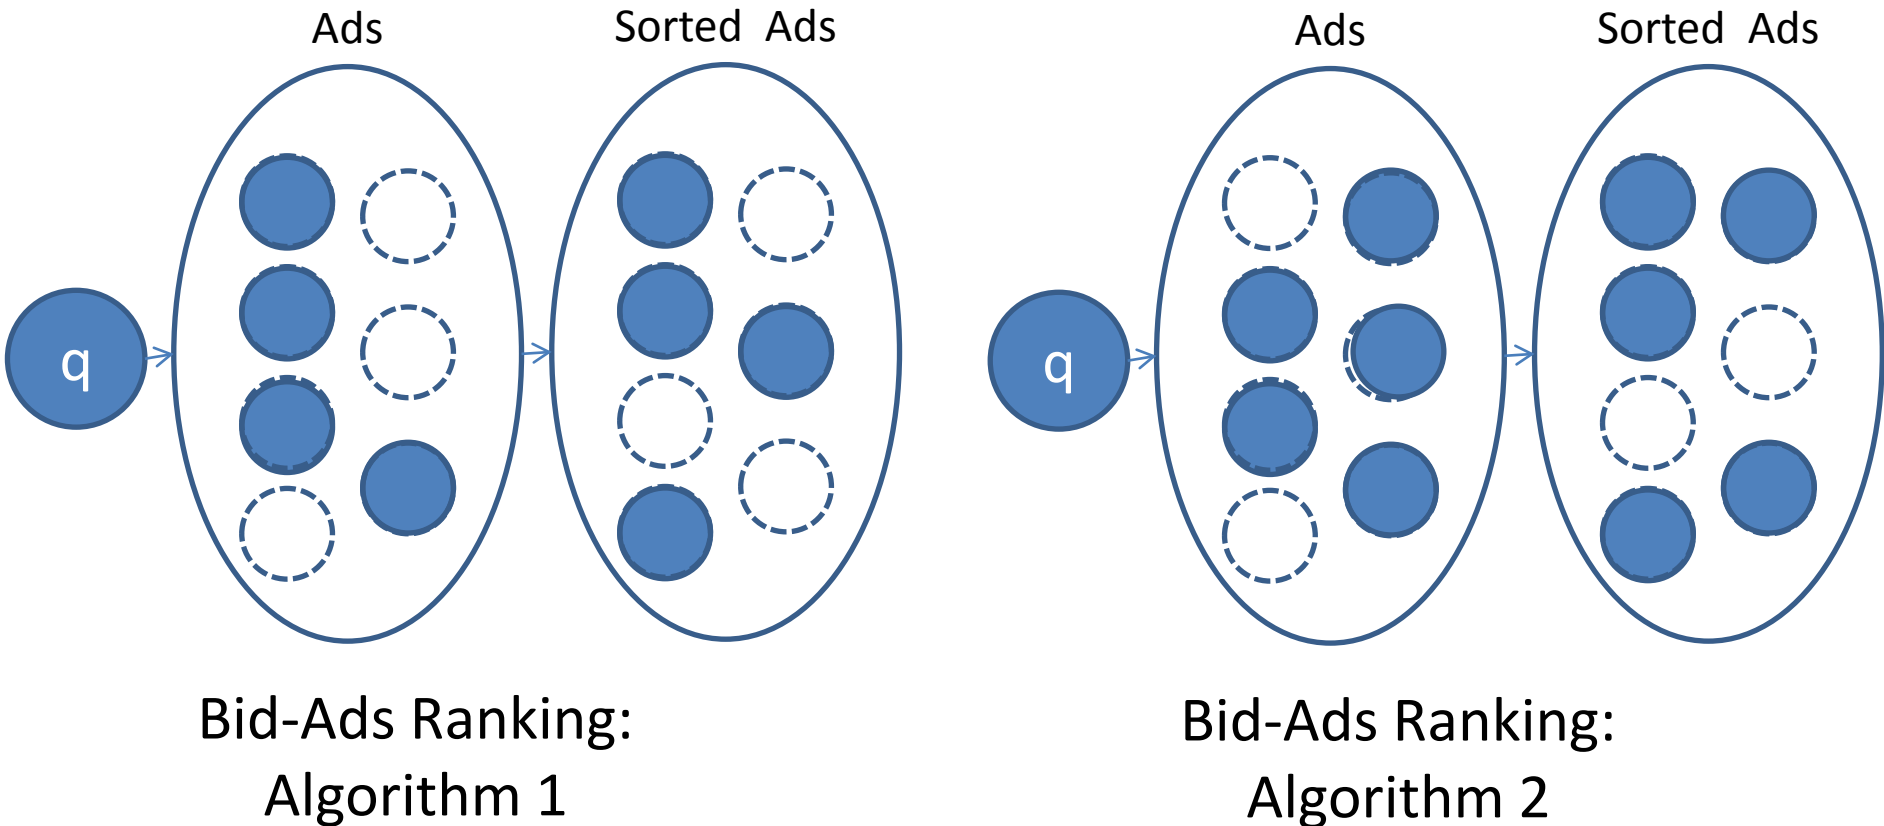 Ads
Sorted Ads
q
Bid-Ads Ranking:
Algorithm 1
Ads
Sorted Ads
q
Bid-Ads Ranking:
Algorithm 2